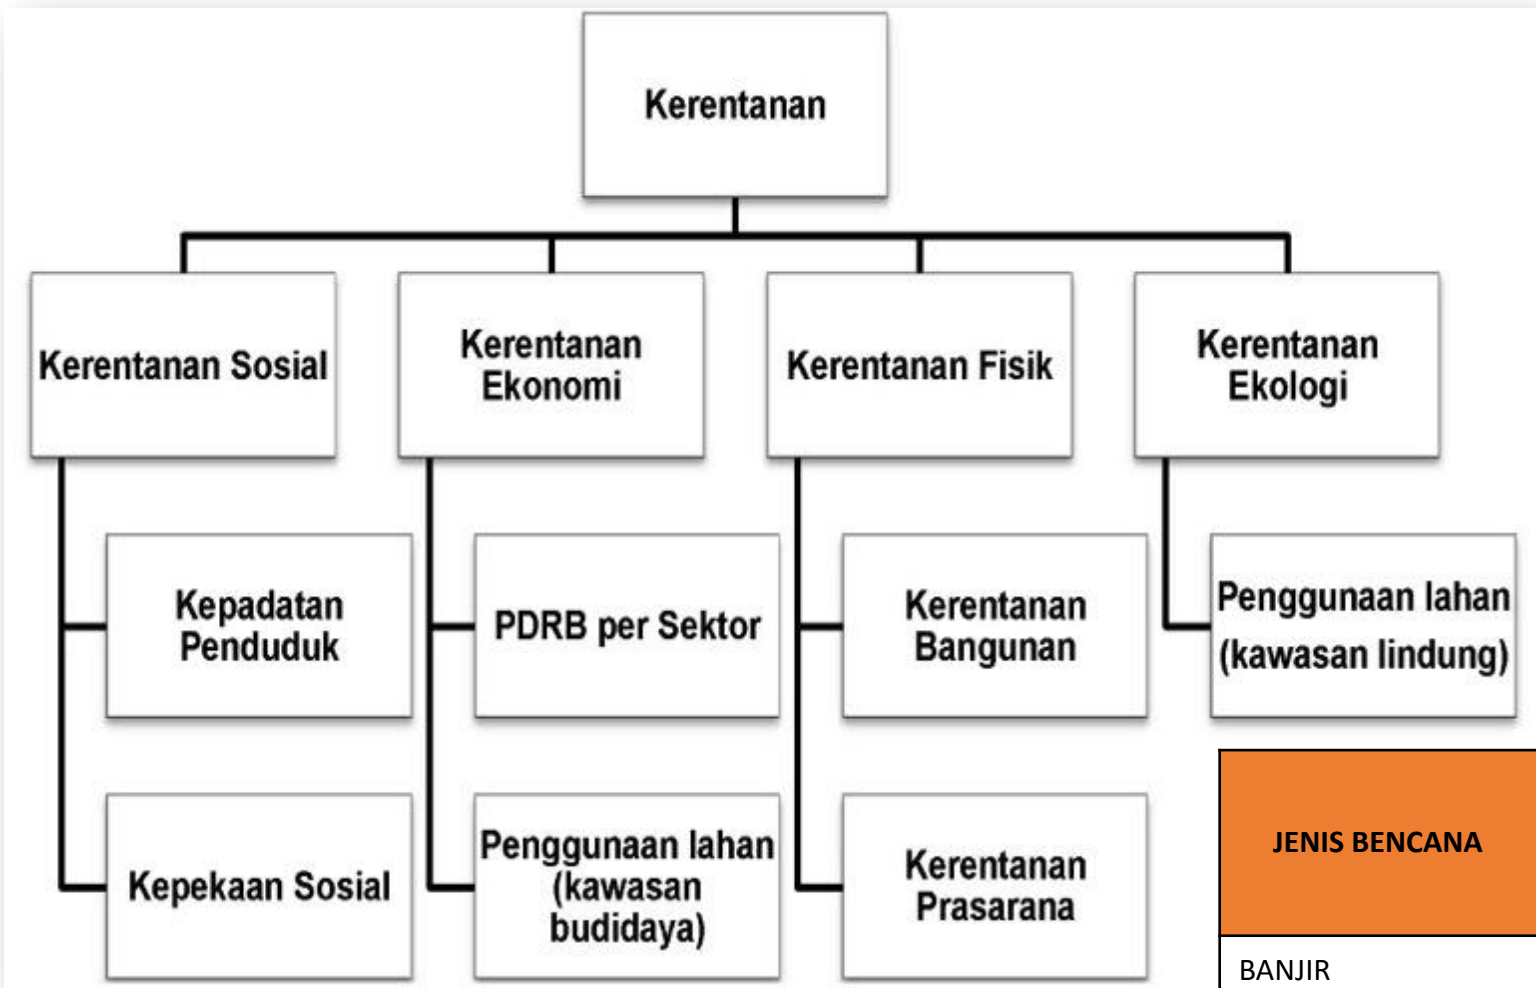 Kerentanan
Kerentanan Sosial
Kerentanan
Ekonomi
Kerentanan Fisik
Kerentanan
Ekologi
Kepadatan
Penduduk
PDRB per Sektor
Kerentanan
Bangunan
Penggunaan lahan
(kawasan lindung)
Kepekaan Sosial
Penggunaan lahan
(kawasan
budidaya)
Kerentanan
Prasarana
JENIS BENCANA
BANJIR